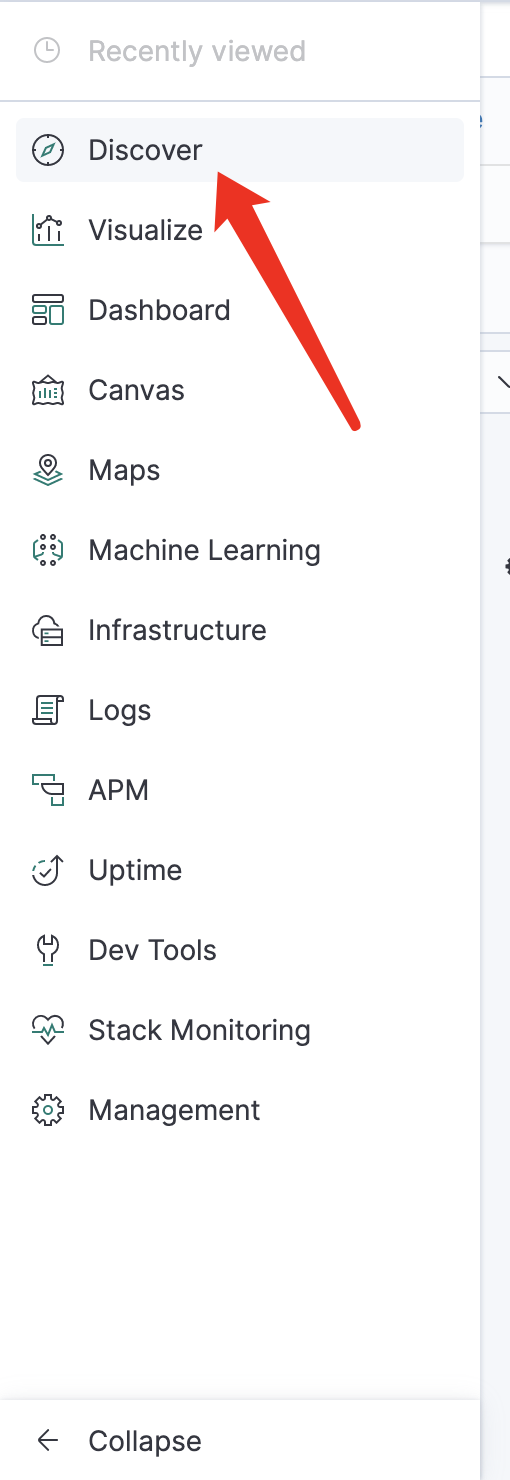 Recently viewed
Discover
Visualize
Dashboard
Canvas
Maps
Machine Learning
Infrastructure
Logs
APM
Uptime
Dev Tools
Stack Monitoring
Management
Collapse